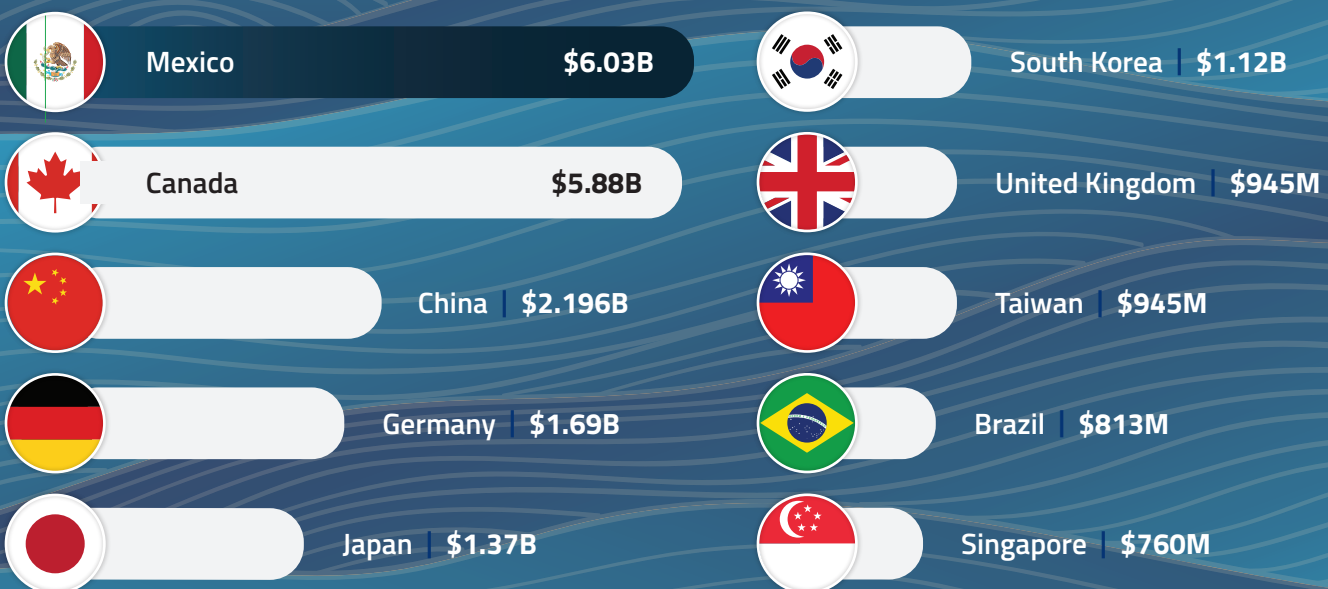 Mexico $6.03B
Canada $5.88B
China | $2.196B
Germany | $1.69B
Japan | $1.37B
South Korea | $1.12B
United Kingdom | $945M
Taiwan | $945M
Brazil | $813M
Singapore | $760M